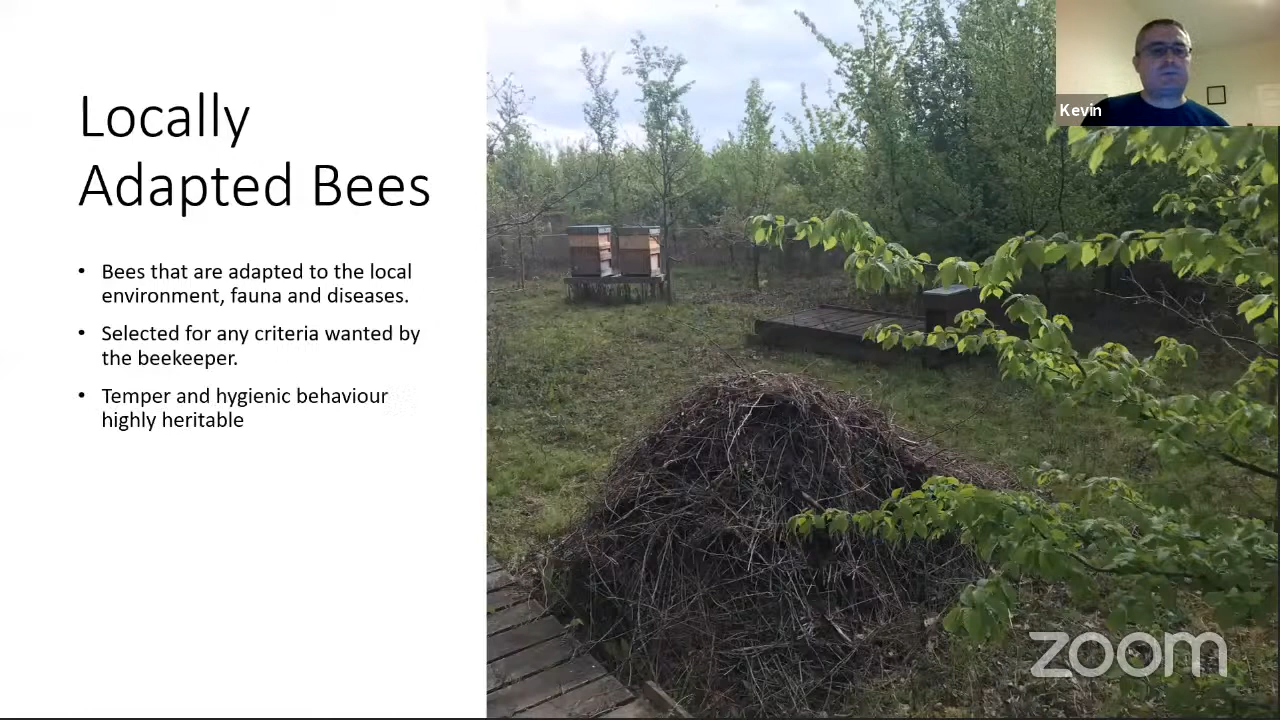 Locally
Adapted Bees
• Bees that are adapted to the local
environment, fauna and diseases.
• Selected for any criteria wanted by
the beekeeper.
• Temper and hygienic behaviour
highly heritable
Kevin
zoom